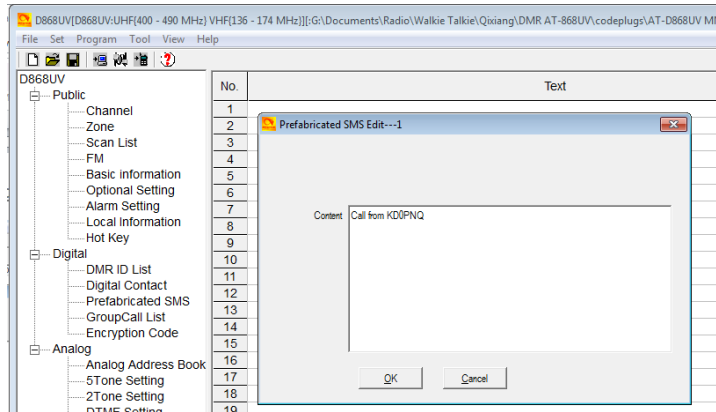 D868UV[D868UV:UHF{400 - 490 MHz} VHF{136 - 174 MHz}][:G:\Documents\Radio\Walkie Talkie\Qixiang\DMR AT-868UV\codeplugs\AT-D868UV
File Set Program Tool View Help
D868UV
Public
Channel
Zone
Scan List
FM
Basic information
Optional Setting
Alarm Setting
Local Information
Hot Key
Digital
DMR ID List
Digital Contact
Prefabricated SMS
GroupCall List
Encryption Code
Analog
Analog Address Book
5Tone Setting
2Tone Setting
DTMF Setting
No. Text
1
2
3
4
5
6
7
8
9
10
11
12
13
14
15
16
17
18
19
Prefabricated SMS Edit---1
Content Call from KD0PNQ
OK Cancel